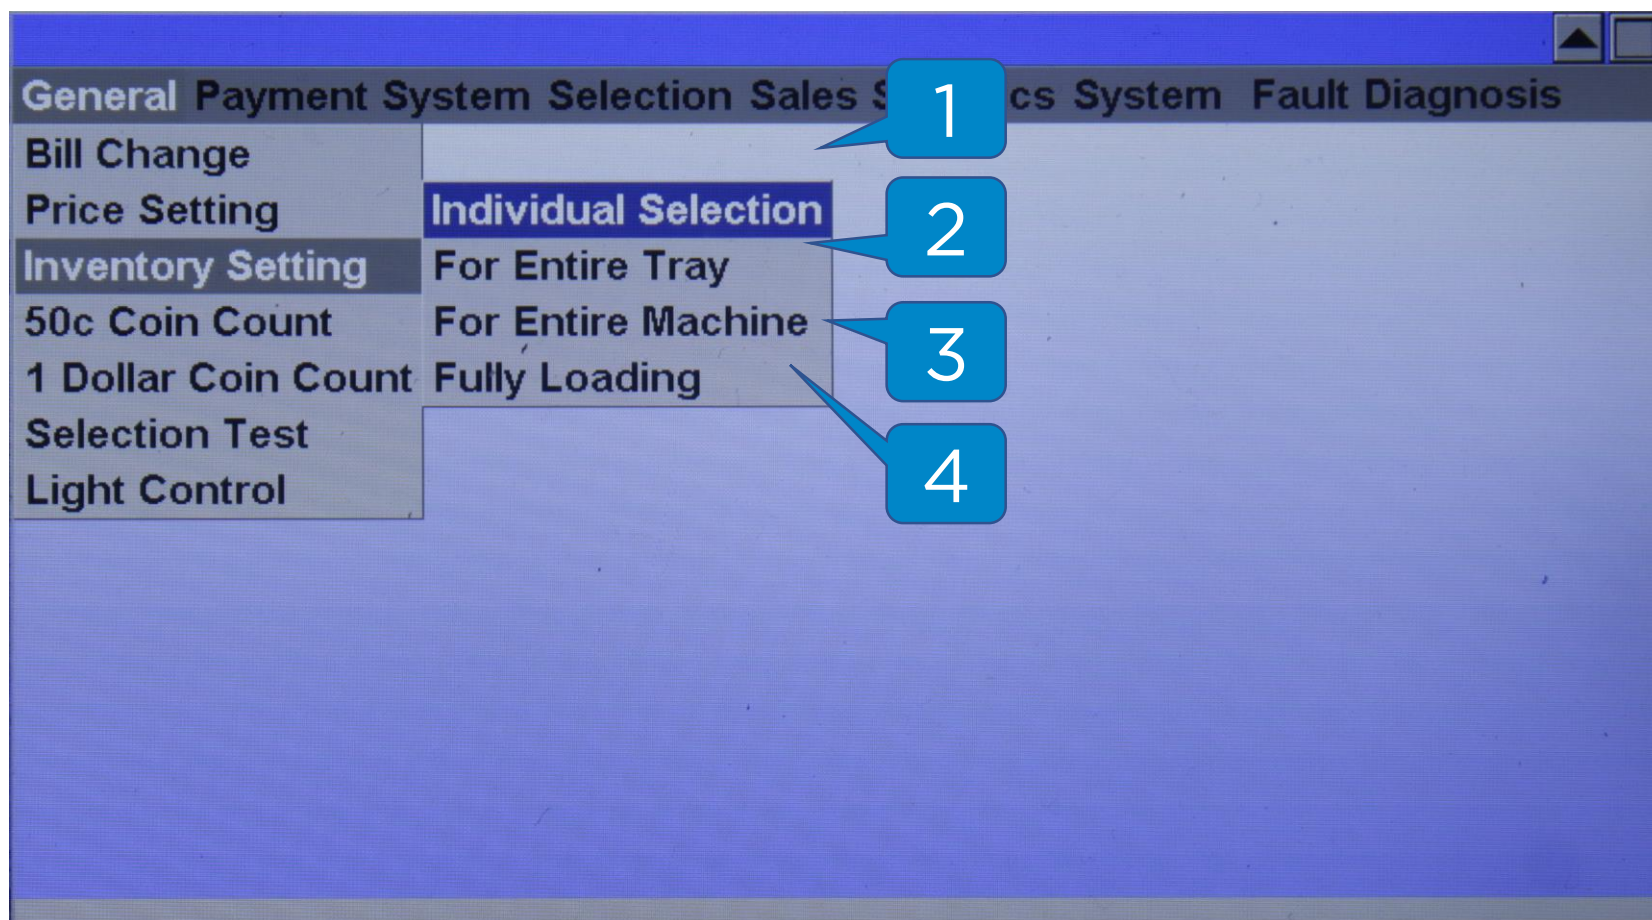 General Payment System Selection Sales cs System Fault Diagnosis
Bill Change
Price Setting
Inventory Setting
50c Coin Count
1 Dollar Coin Count
Selection Test
Light Control
Individual Selection
For Entire Tray
For Entire Machine
Fully Loading
1
2
3
4